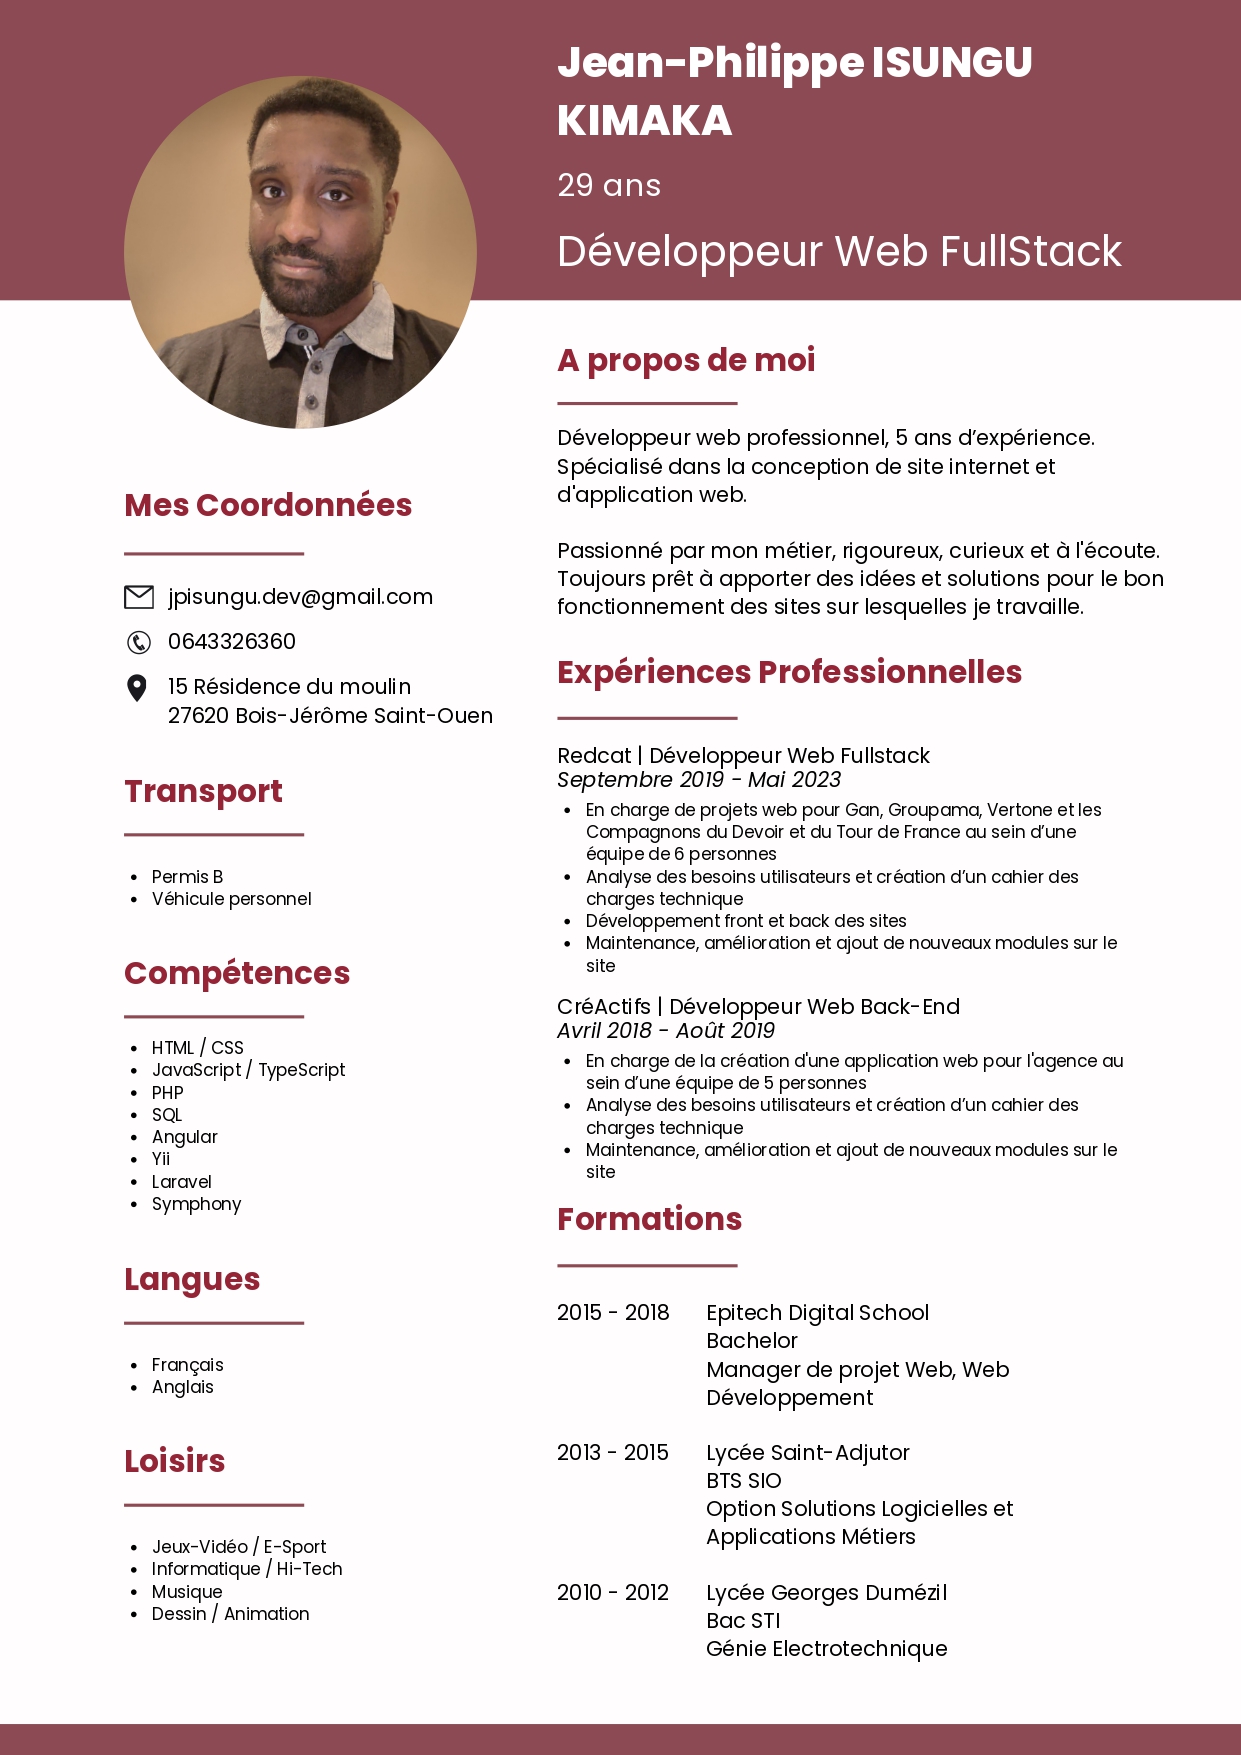 Jean-Philippe ISUNGU
KIMAKA
29 ans
Développeur Web FullStack
Mes Coordonnées
jpisungu.dev@gmail.com
0643326360
15 Résidence du moulin
27620 Bois-Jérôme Saint-Ouen
Transport
Permis B
Véhicule personnel
Compétences
HTML / CSS
JavaScript / TypeScript
PHP
SQL
Angular
Yii
Laravel
Symphony
Langues
Français
Anglais
Loisirs
Jeux-Vidéo / E-Sport
Informatique / Hi-Tech
Musique
Dessin / Animation
A propos de moi
Développeur web professionnel, 5 ans d’expérience.
Spécialisé dans la conception de site internet et
d'application web.
Passionné par mon métier, rigoureux, curieux et à l'écoute.
Toujours prêt à apporter des idées et solutions pour le bon
fonctionnement des sites sur lesquelles je travaille.
Expériences Professionnelles
Redcat | Développeur Web Fullstack
Septembre 2019 - Mai 2023
En charge de projets web pour Gan, Groupama, Vertone et les
Compagnons du Devoir et du Tour de France au sein d’une
équipe de 6 personnes
Analyse des besoins utilisateurs et création d’un cahier des
charges technique
Développement front et back des sites
Maintenance, amélioration et ajout de nouveaux modules sur le
site
CréActifs | Développeur Web Back-End
Avril 2018 - Août 2019
En charge de la création d'une application web pour l'agence au
sein d’une équipe de 5 personnes
Analyse des besoins utilisateurs et création d’un cahier des
charges technique
Maintenance, amélioration et ajout de nouveaux modules sur le
site
Formations
2015 - 2018 Epitech Digital School
Bachelor
Manager de projet Web, Web
Développement
2013 - 2015 Lycée Saint-Adjutor
BTS SIO
Option Solutions Logicielles et
Applications Métiers
2010 - 2012 Lycée Georges Dumézil
Bac STI
Génie Electrotechnique